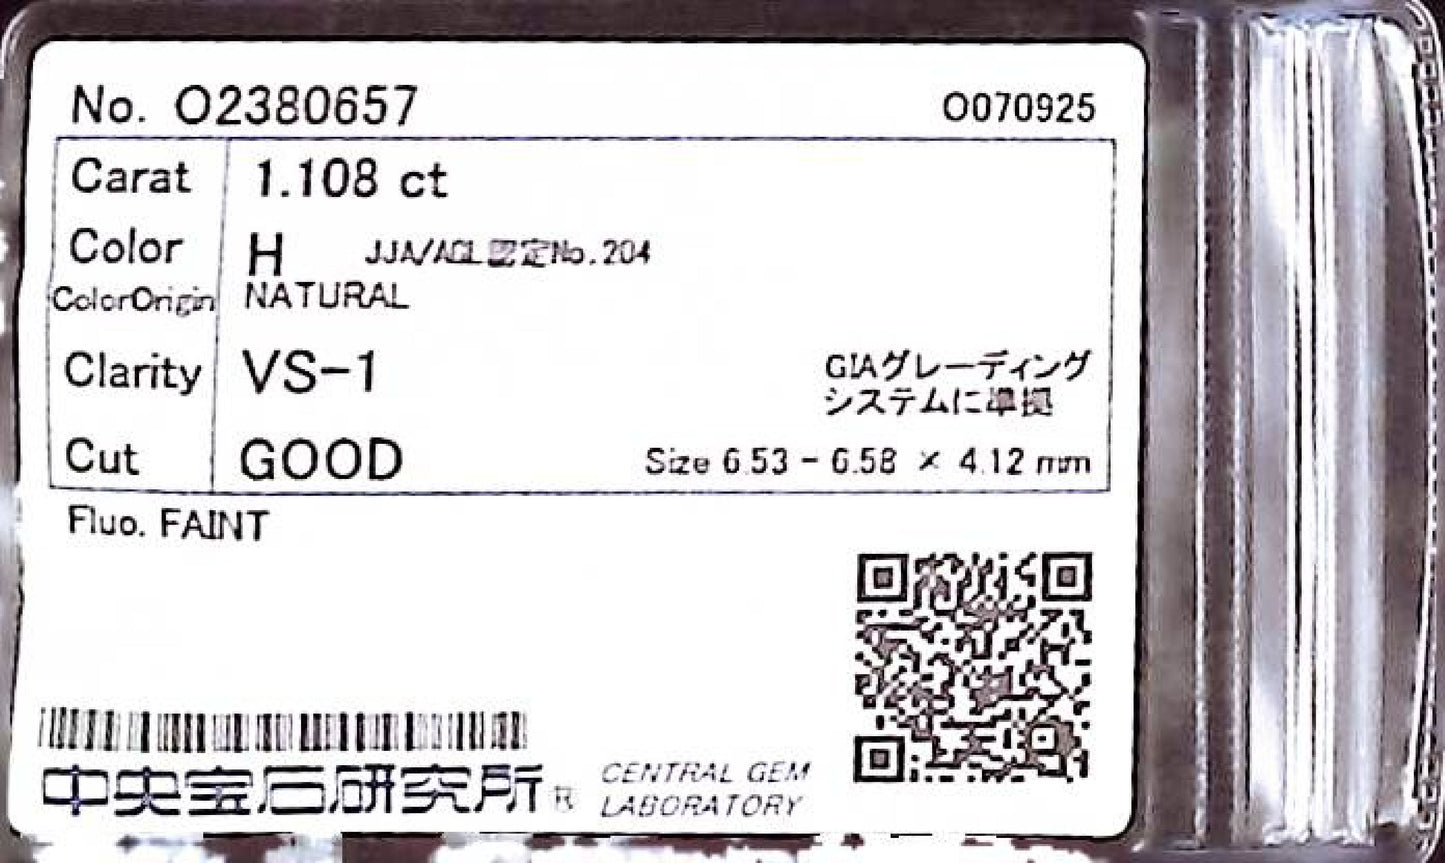 No. O2380657 O070925
Carat 1.108 ct
Color H JJA/AGL認定No.204
ColorOrigin NATURAL
Clarity VS-1 GIAグレーディング
システムに準拠
Cut GOOD Size 6.53 - 6.58 × 4.12 mm
Fluo. FAINT
中央宝石研究所® CENTRAL GEM
LABORATORY